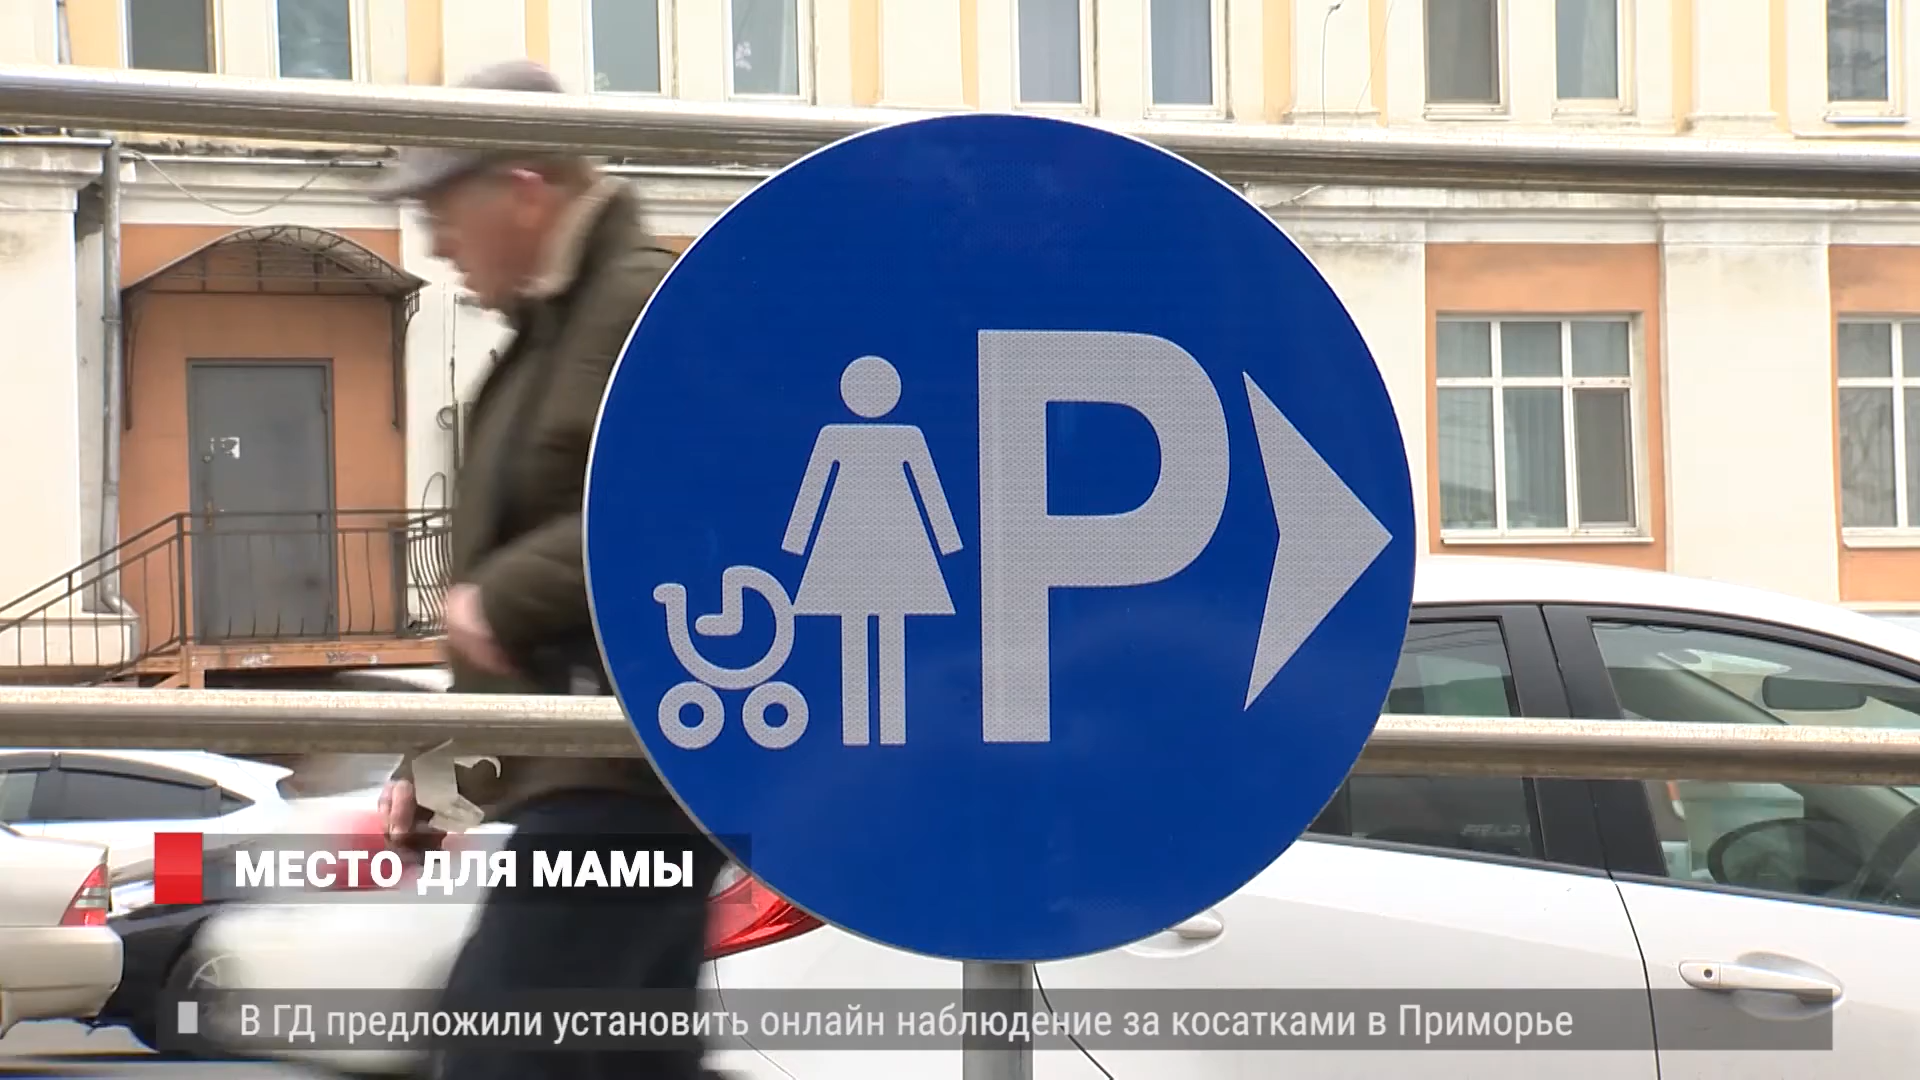 P
МЕСТО ДЛЯ МАМЫ
В ГД предложили установить онлайн наблюдение за косатками в Приморье